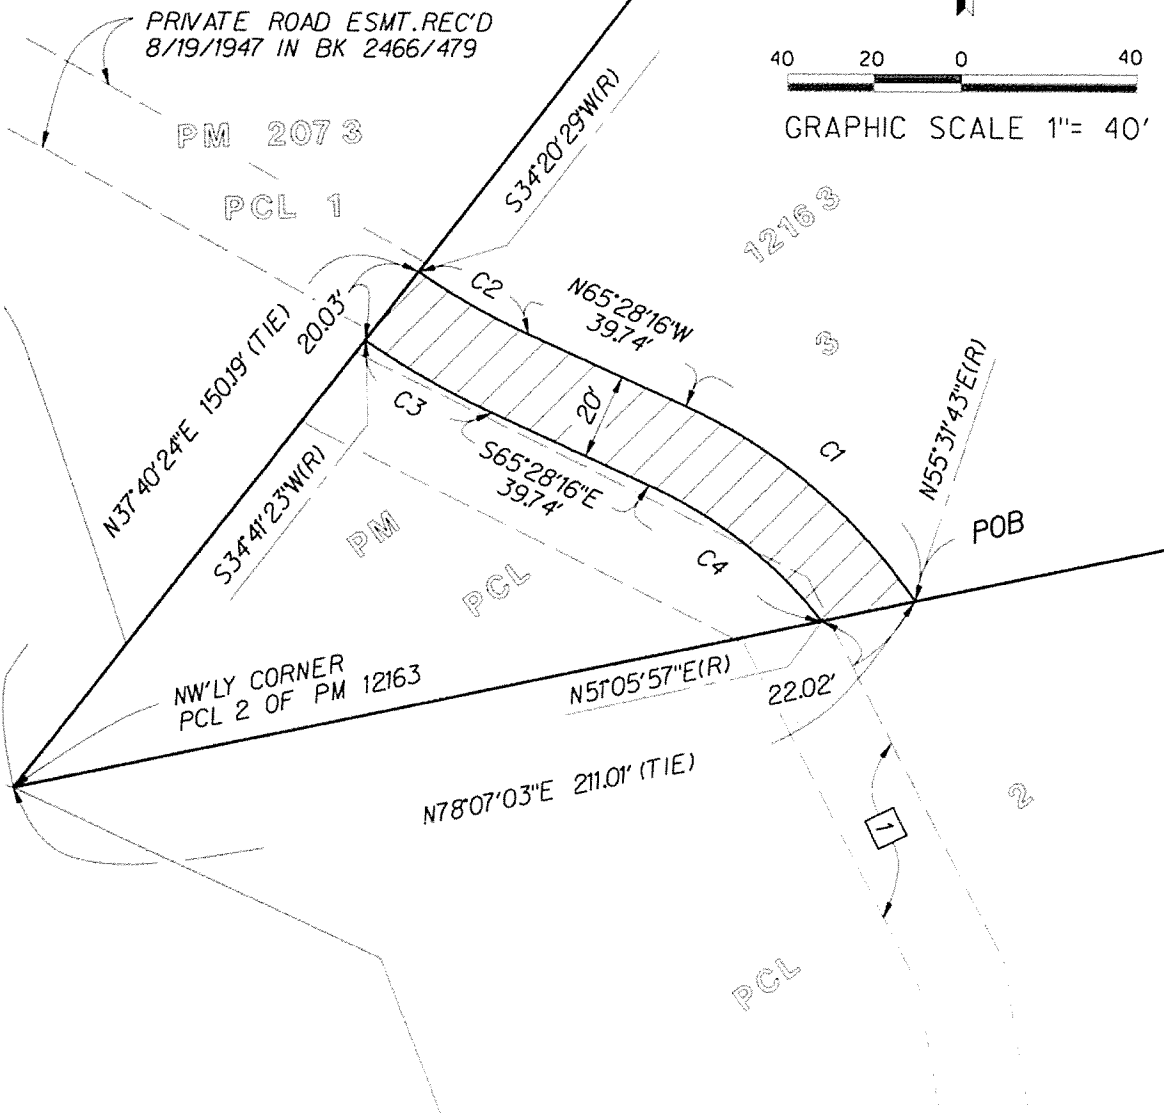 PRIVATE ROAD ESMT. REC'D
8/19/1947 IN BK 2466/479
40 20 0 40
GRAPHIC SCALE 1"= 40'
PM 2073
PCL 1
S34°20'29"W(R)
12163
3
C2
N65°28'16"W
39.74'
20.03'
N37°40'24"E 150.19' (TIE)
C3
20'
C1
N55°31'43"E(R)
S65°28'16"E
39.74'
S34°41'23"W(R)
PM
PCL
C4
POB
NW'LY CORNER
PCL 2 OF PM 12163
N51°05'57"E(R)
22.02'
N78°07'03"E 211.01' (TIE)
2
1
PCL